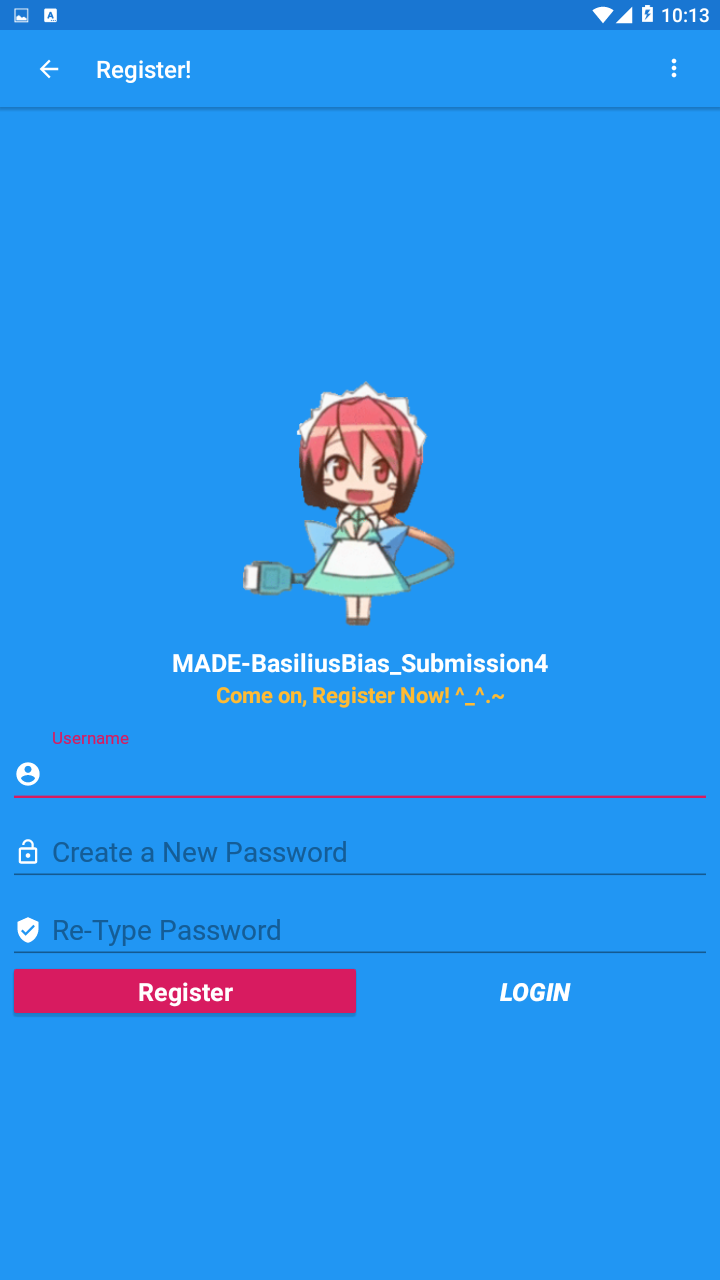 10:13
Register!
MADE-BasiliusBias_Submission4
Come on, Register Now! ^_^.~
Username
Create a New Password
Re-Type Password
Register LOGIN